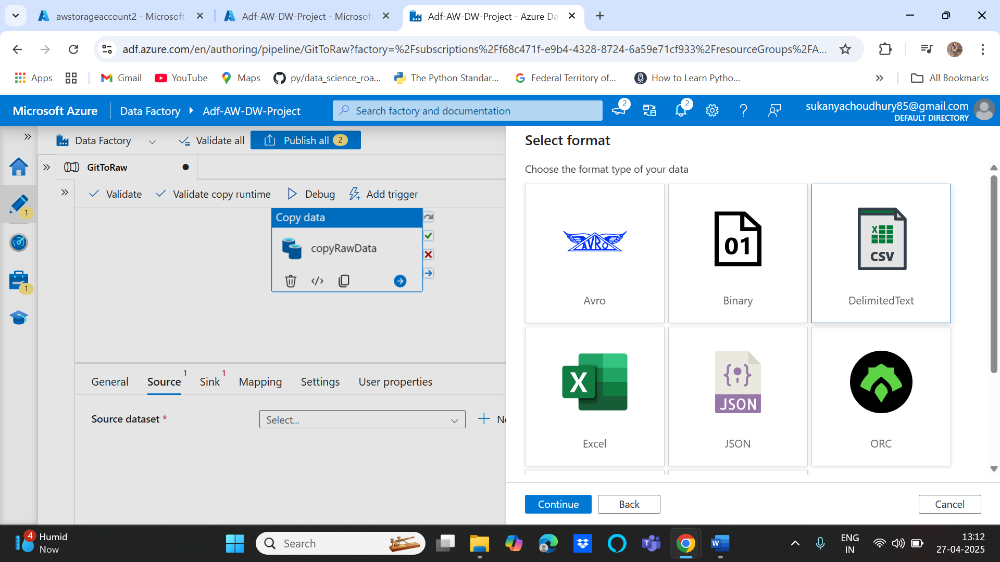 awstorageaccount2 - Microsoft
Adf-AW-DW-Project - Microsof
Adf-AW-DW-Project - Azure Da
adf.azure.com/en/authoring/pipeline/GitToRaw?factory=%2Fsubscriptions%2Ff68c471f-e9b4-4328-8724-6a59e71cf933%2FresourceGroups%2FA...
Apps
Gmail
YouTube
Maps
py/data_science_roa...
The Python Standar...
Federal Territory of...
How to Learn Pytho...
All Bookmarks
Microsoft Azure
Data Factory
Adf-AW-DW-Project
Search factory and documentation
2
2
sukanyachoudhury85@gmail.com
DEFAULT DIRECTORY
Data Factory
Validate all
Publish all 2
GitToRaw
Validate
Validate copy runtime
Debug
Add trigger
1
1
Copy data
copyRawData
General
Source 1
Sink 1
Mapping
Settings
User properties
Source dataset *
Select...
Ne
Select format
Choose the format type of your data
AVRO
Avro
01
Binary
X
CSV
DelimitedText
X
Excel
{:}
JSON
JSON
ORC
Continue
Back
Cancel
4
Humid
Now
Search
W
ENG
IN
13:12
27-04-2025